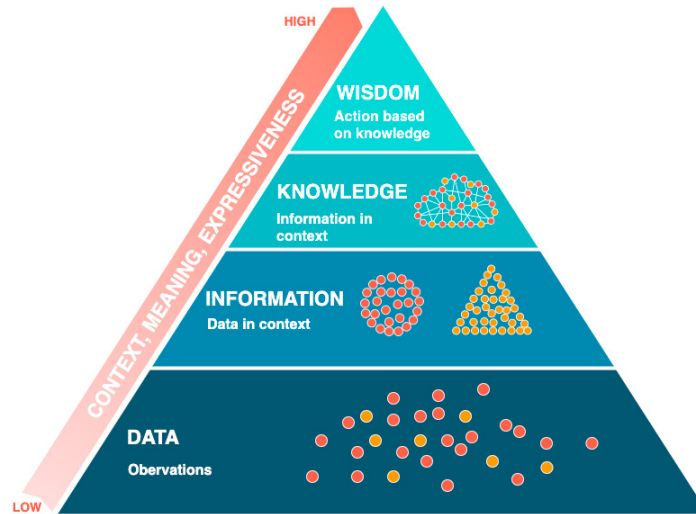 HIGH
CONTEXT, MEANING, EXPRESSIVENESS
LOW
WISDOM
Action based
on knowledge
KNOWLEDGE
Information in
context
INFORMATION
Data in context
DATA
Obervations